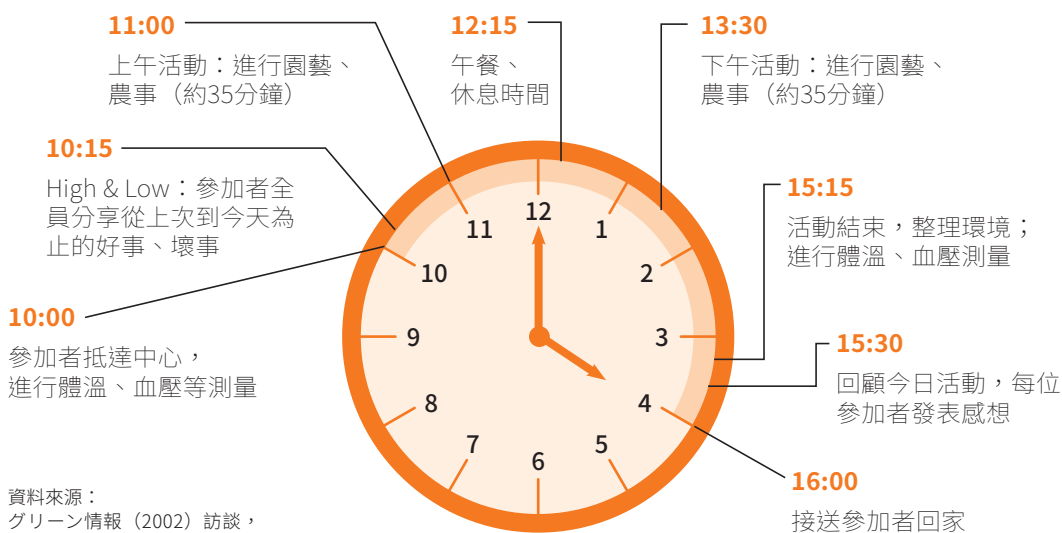 11:00
上午活動：進行園藝、
農事（約35分鐘）
12:15
午餐、
休息時間
13:30
下午活動：進行園藝、
農事（約35分鐘）
10:15
High & Low：參加者全
員分享從上次到今天為
止的好事、壞事
15:15
活動結束，整理環境；
進行體溫、血壓測量
10:00
參加者抵達中心，
進行體溫、血壓等測量
15:30
回顧今日活動，每位
參加者發表感想
16:00
接送參加者回家
12
1
2
3
4
5
6
7
8
9
10
11
資料來源：
グリーン情報（2002）訪談，